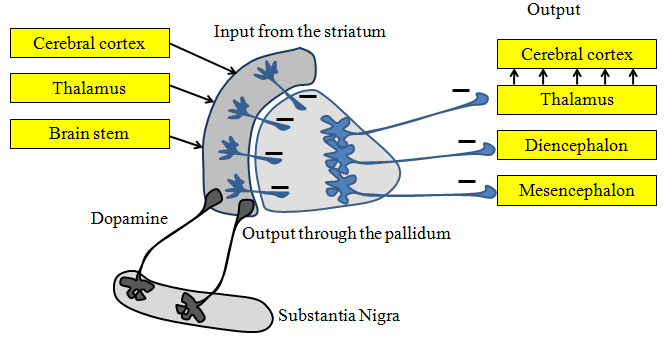 Output
Input from the striatum
Cerebral cortex
Thalamus
Brain stem
Cerebral cortex
Thalamus
Diencephalon
Mesencephalon
Dopamine
Output through the pallidum
Substantia Nigra